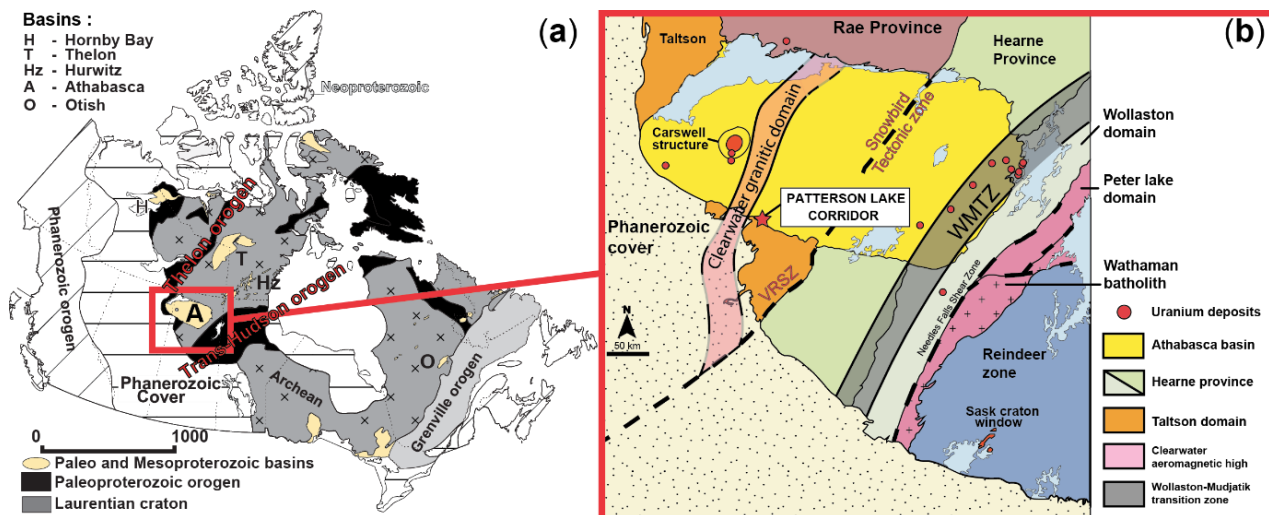 Basins :
H - Hornby Bay
T - Thelon
Hz - Hurwitz
A - Athabasca
O - Otish
(a)
Neoproterozoic
H
Phanerozoic orogen
Thelon orogen
T
Hz
A
Trans-Hudson orogen
Phanerozoic
Cover
Archean
O
Grenville orogen
0 1000
Paleo and Mesoproterozoic basins
Paleoproterozoic orogen
Laurentian craton
(b)
Taltson
Rae Province
Hearne
Province
Carswell
structure
Clearwater granitic domain
Snowbird
Tectonic zone
PATTERSON LAKE
CORRIDOR
Phanerozoic
cover
VRSZ
WMTZ
Needles Falls Shear Zone
N
50 km
Reindeer
zone
Sask craton
window
Wollaston
domain
Peter lake
domain
Wathaman
batholith
Uranium deposits
Athabasca basin
Hearne province
Taltson domain
Clearwater
aeromagnetic high
Wollaston-Mudjatik
transition zone